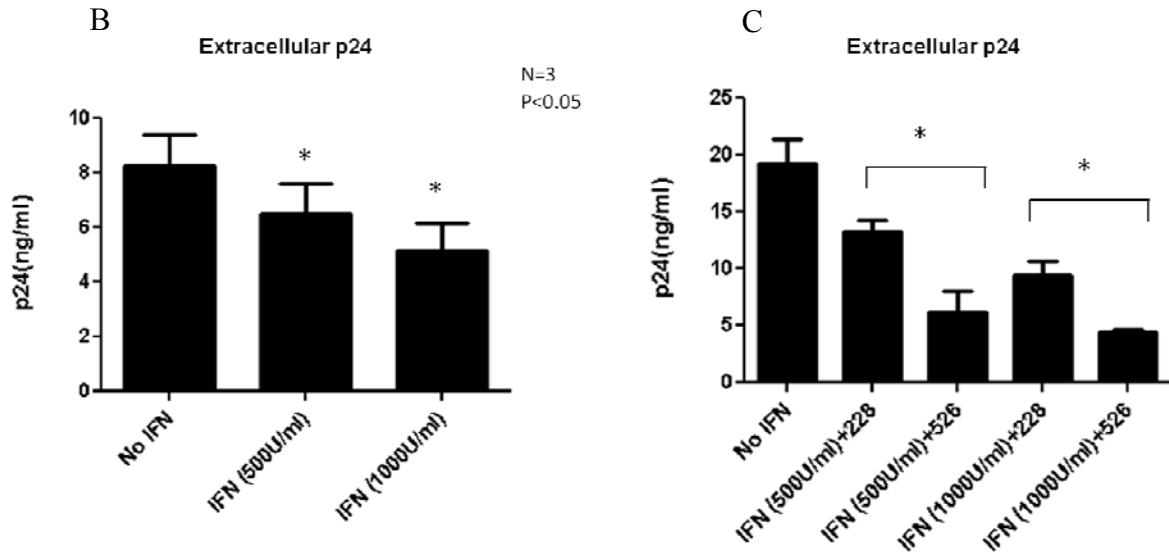 B
Extracellular p24
N=3
P<0.05
10
8
6
4
2
0
p24(ng/ml)
*
*
No IFN
IFN (500U/ml)
IFN (1000U/ml)
C
Extracellular p24
25
20
15
10
5
0
p24(ng/ml)
*
*
No IFN
IFN (500U/ml)+228
IFN (500U/ml)+526
IFN (1000U/ml)+228
IFN (1000U/ml)+526